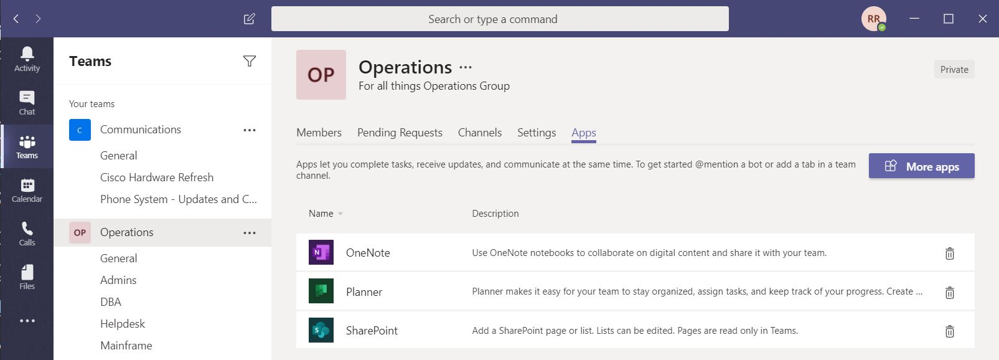 Search or type a command
RR
Activity
Chat
Teams
Calendar
Calls
Files
Teams
Your teams
C
Communications
General
Cisco Hardware Refresh
Phone System - Updates and C...
OP
Operations
General
Admins
DBA
Helpdesk
Mainframe
OP
Operations
For all things Operations Group
Private
Members
Pending Requests
Channels
Settings
Apps
Apps let you complete tasks, receive updates, and communicate at the same time. To get started @mention a bot or add a tab in a team
channel.
More apps
Name
Description
N
OneNote
Use OneNote notebooks to collaborate on digital content and share it with your team.
Planner
Planner makes it easy for your team to stay organized, assign tasks, and keep track of your progress. Create ...
S
SharePoint
Add a SharePoint page or list. Lists can be edited. Pages are read only in Teams.